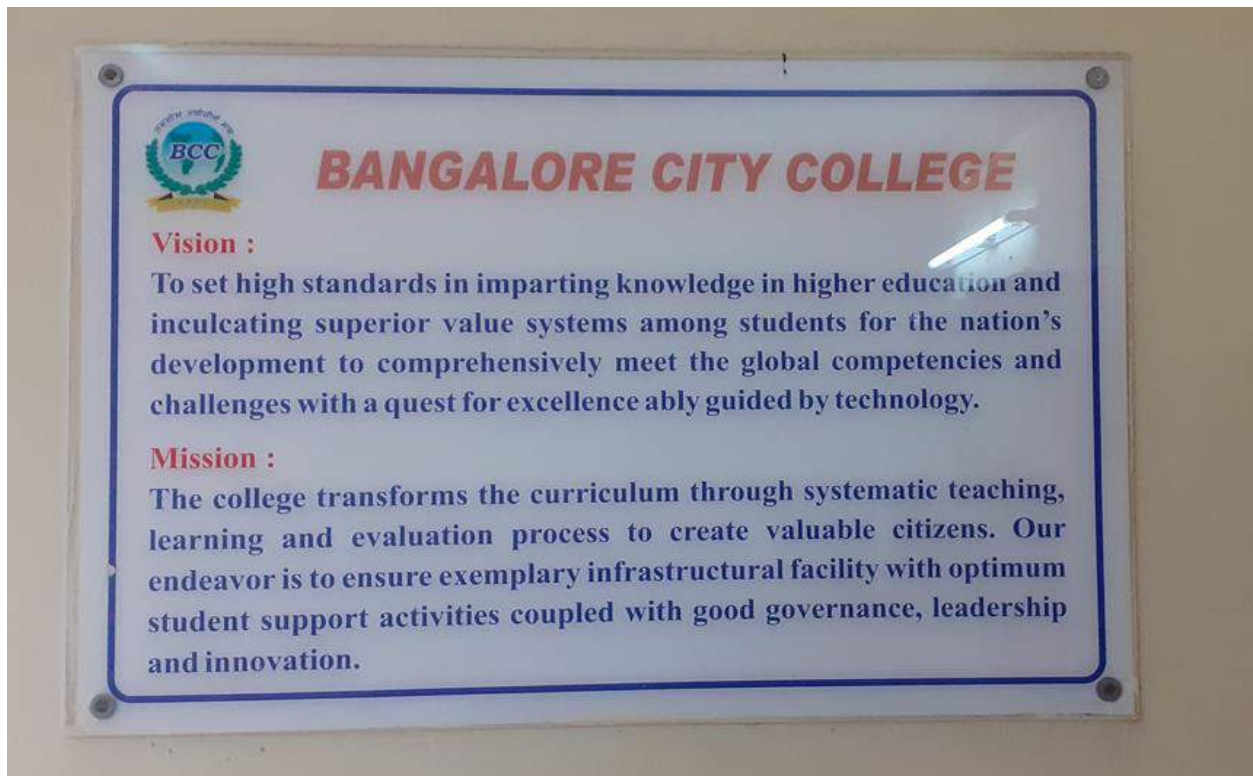 BCC
BANGALORE CITY COLLEGE
Vision :
To set high standards in imparting knowledge in higher education and
inculcating superior value systems among students for the nation's
development to comprehensively meet the global competencies and
challenges with a quest for excellence ably guided by technology.
Mission :
The college transforms the curriculum through systematic teaching,
learning and evaluation process to create valuable citizens. Our
endeavor is to ensure exemplary infrastructural facility with optimum
student support activities coupled with good governance, leadership
and innovation.